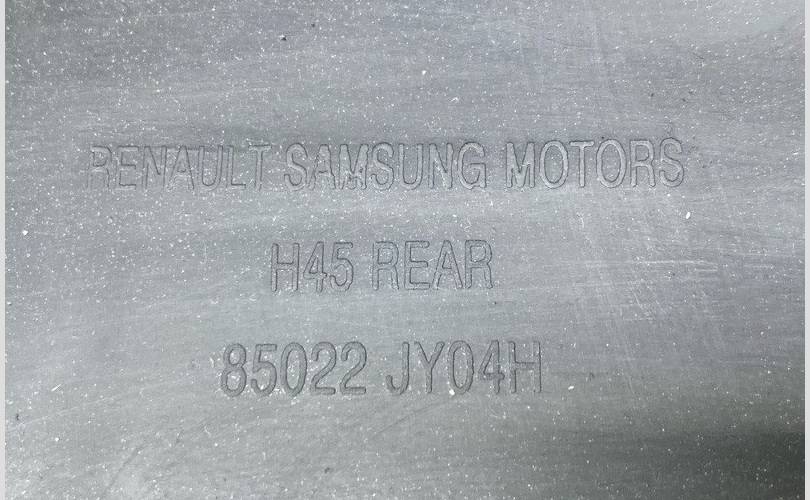 RENAULT SAMSUNG MOTORS
H45 REAR
85022 JY04H